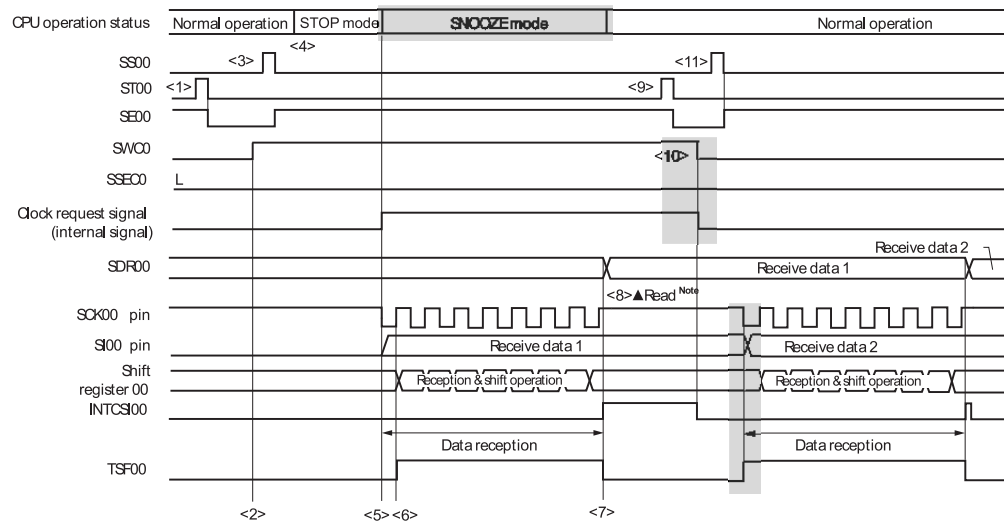 CPU operation status
Normal operation
STOP mode
SNOOZE mode
Normal operation
<4>
<3>
<11>
SS00
<1>
<9>
ST00
SE00
SWC0
<10>
SSEC0
L
Clock request signal
(internal signal)
Receive data 2
SDR00
Receive data 1
<8>▲Read Note
SCK00 pin
SI00 pin
Receive data 1
Receive data 2
Shift
register 00
Reception & shift operation
Reception & shift operation
INTCSI00
Data reception
Data reception
TSF00
<2>
<5>
<6>
<7>